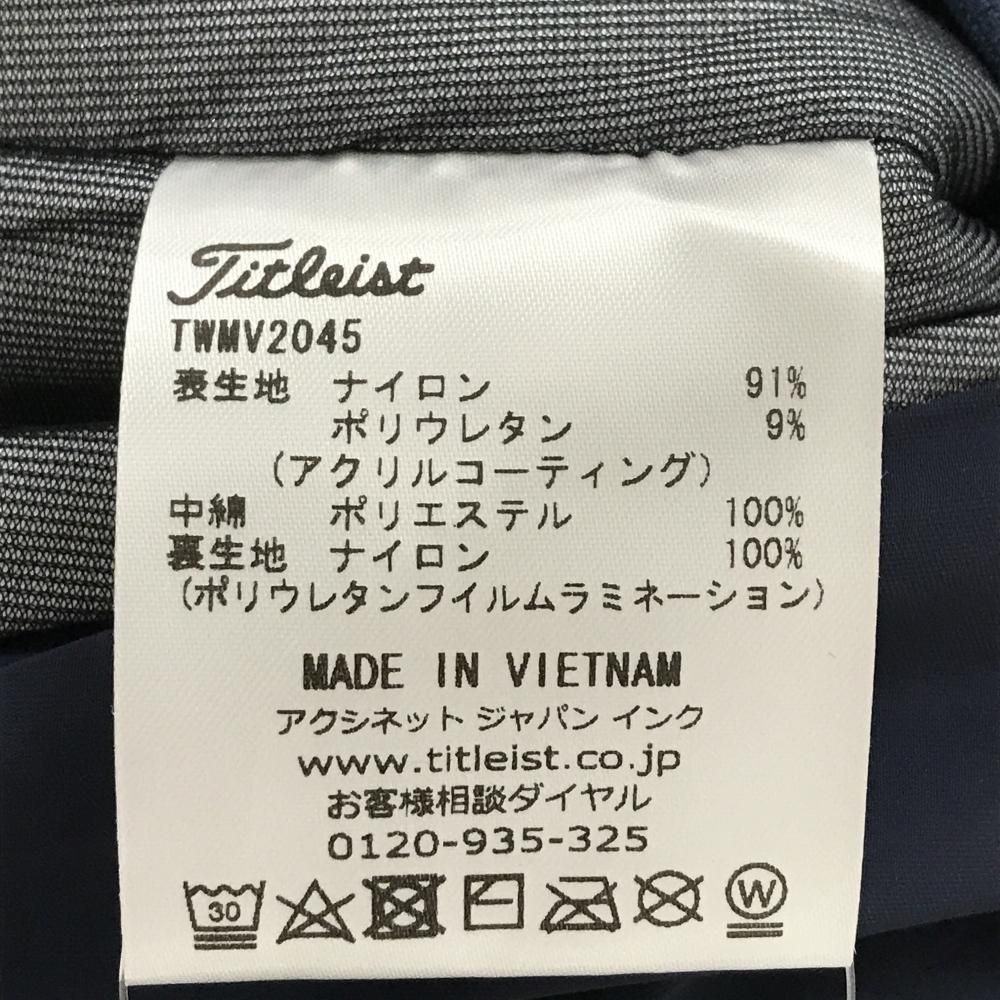 Titleist
TWMV2045
表生地 ナイロン 91%
ポリウレタン 9%
(アクリルコーティング)
中綿 ポリエステル 100%
裏生地 ナイロン 100%
(ポリウレタンフイルムラミネーション)
MADE IN VIETNAM
アクシネット ジャパン インク
www.titleist.co.jp
お客様相談ダイヤル
0120-935-325
30 W